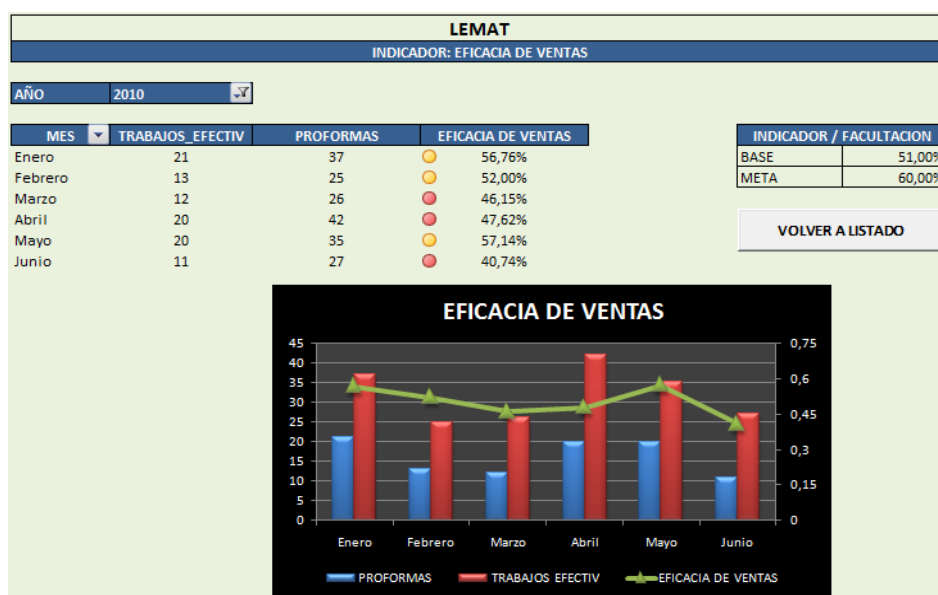 LEMAT
INDICADOR: EFICACIA DE VENTAS
AÑO 2010
MES TRABAJOS_EFECTIV PROFORMAS EFICACIA DE VENTAS
Enero 21 37 56,76%
Febrero 13 25 52,00%
Marzo 12 26 46,15%
Abril 20 42 47,62%
Mayo 20 35 57,14%
Junio 11 27 40,74%
INDICADOR / FACULTACION
BASE 51,00%
META 60,00%
VOLVER A LISTADO
EFICACIA DE VENTAS
45 0,75
40
35 0,6
30
25 0,45
20 0,3
15
10 0,15
5
0 0
Enero Febrero Marzo Abril Mayo Junio
PROFORMAS TRABAJOS EFECTIV EFICACIA DE VENTAS